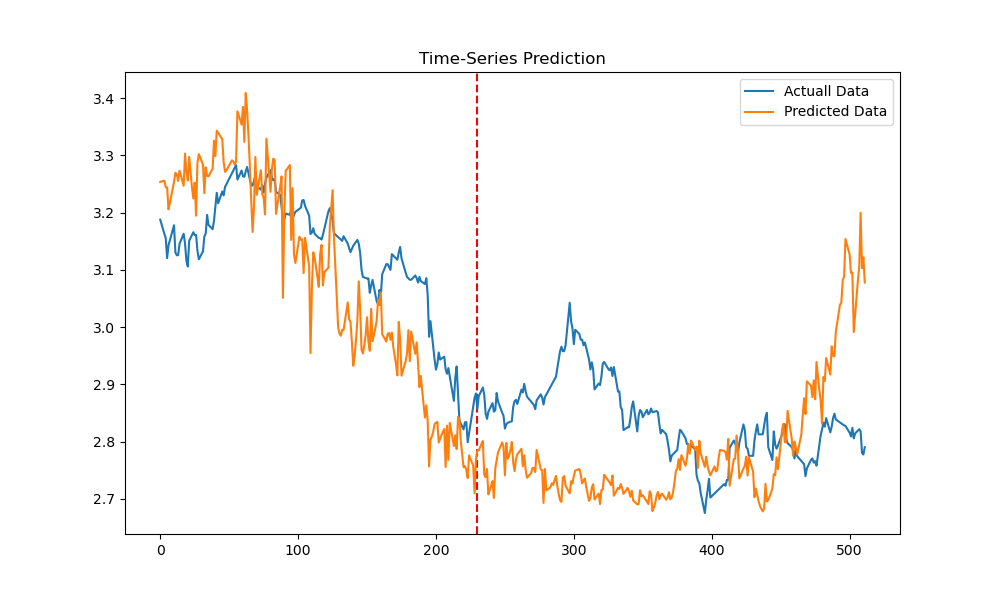 Time-Series Prediction
Actuall Data
Predicted Data
3.4
3.3
3.2
3.1
3.0
2.9
2.8
2.7
0 100 200 300 400 500